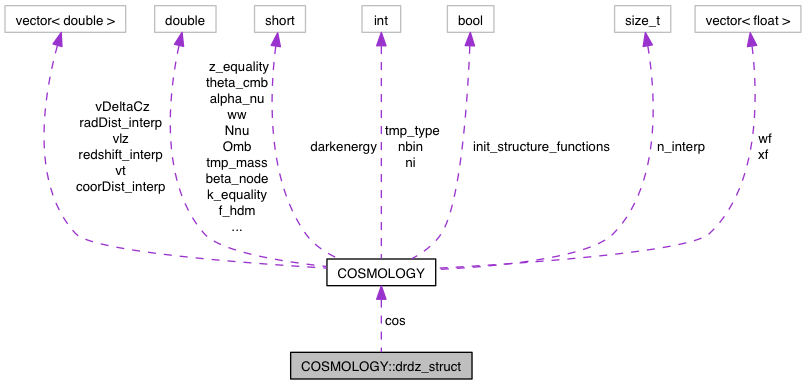 vector< double >
double
short
int
bool
size_t
vector< float >
vDeltaCz
radDist_interp
vlz
redshift_interp
vt
coorDist_interp
z_equality
theta_cmb
alpha_nu
ww
Nnu
Omb
tmp_mass
beta_node
k_equality
f_hdm
...
darkenergy
tmp_type
nbin
ni
init_structure_functions
n_interp
wf
xf
COSMOLOGY
cos
COSMOLOGY::drdz_struct